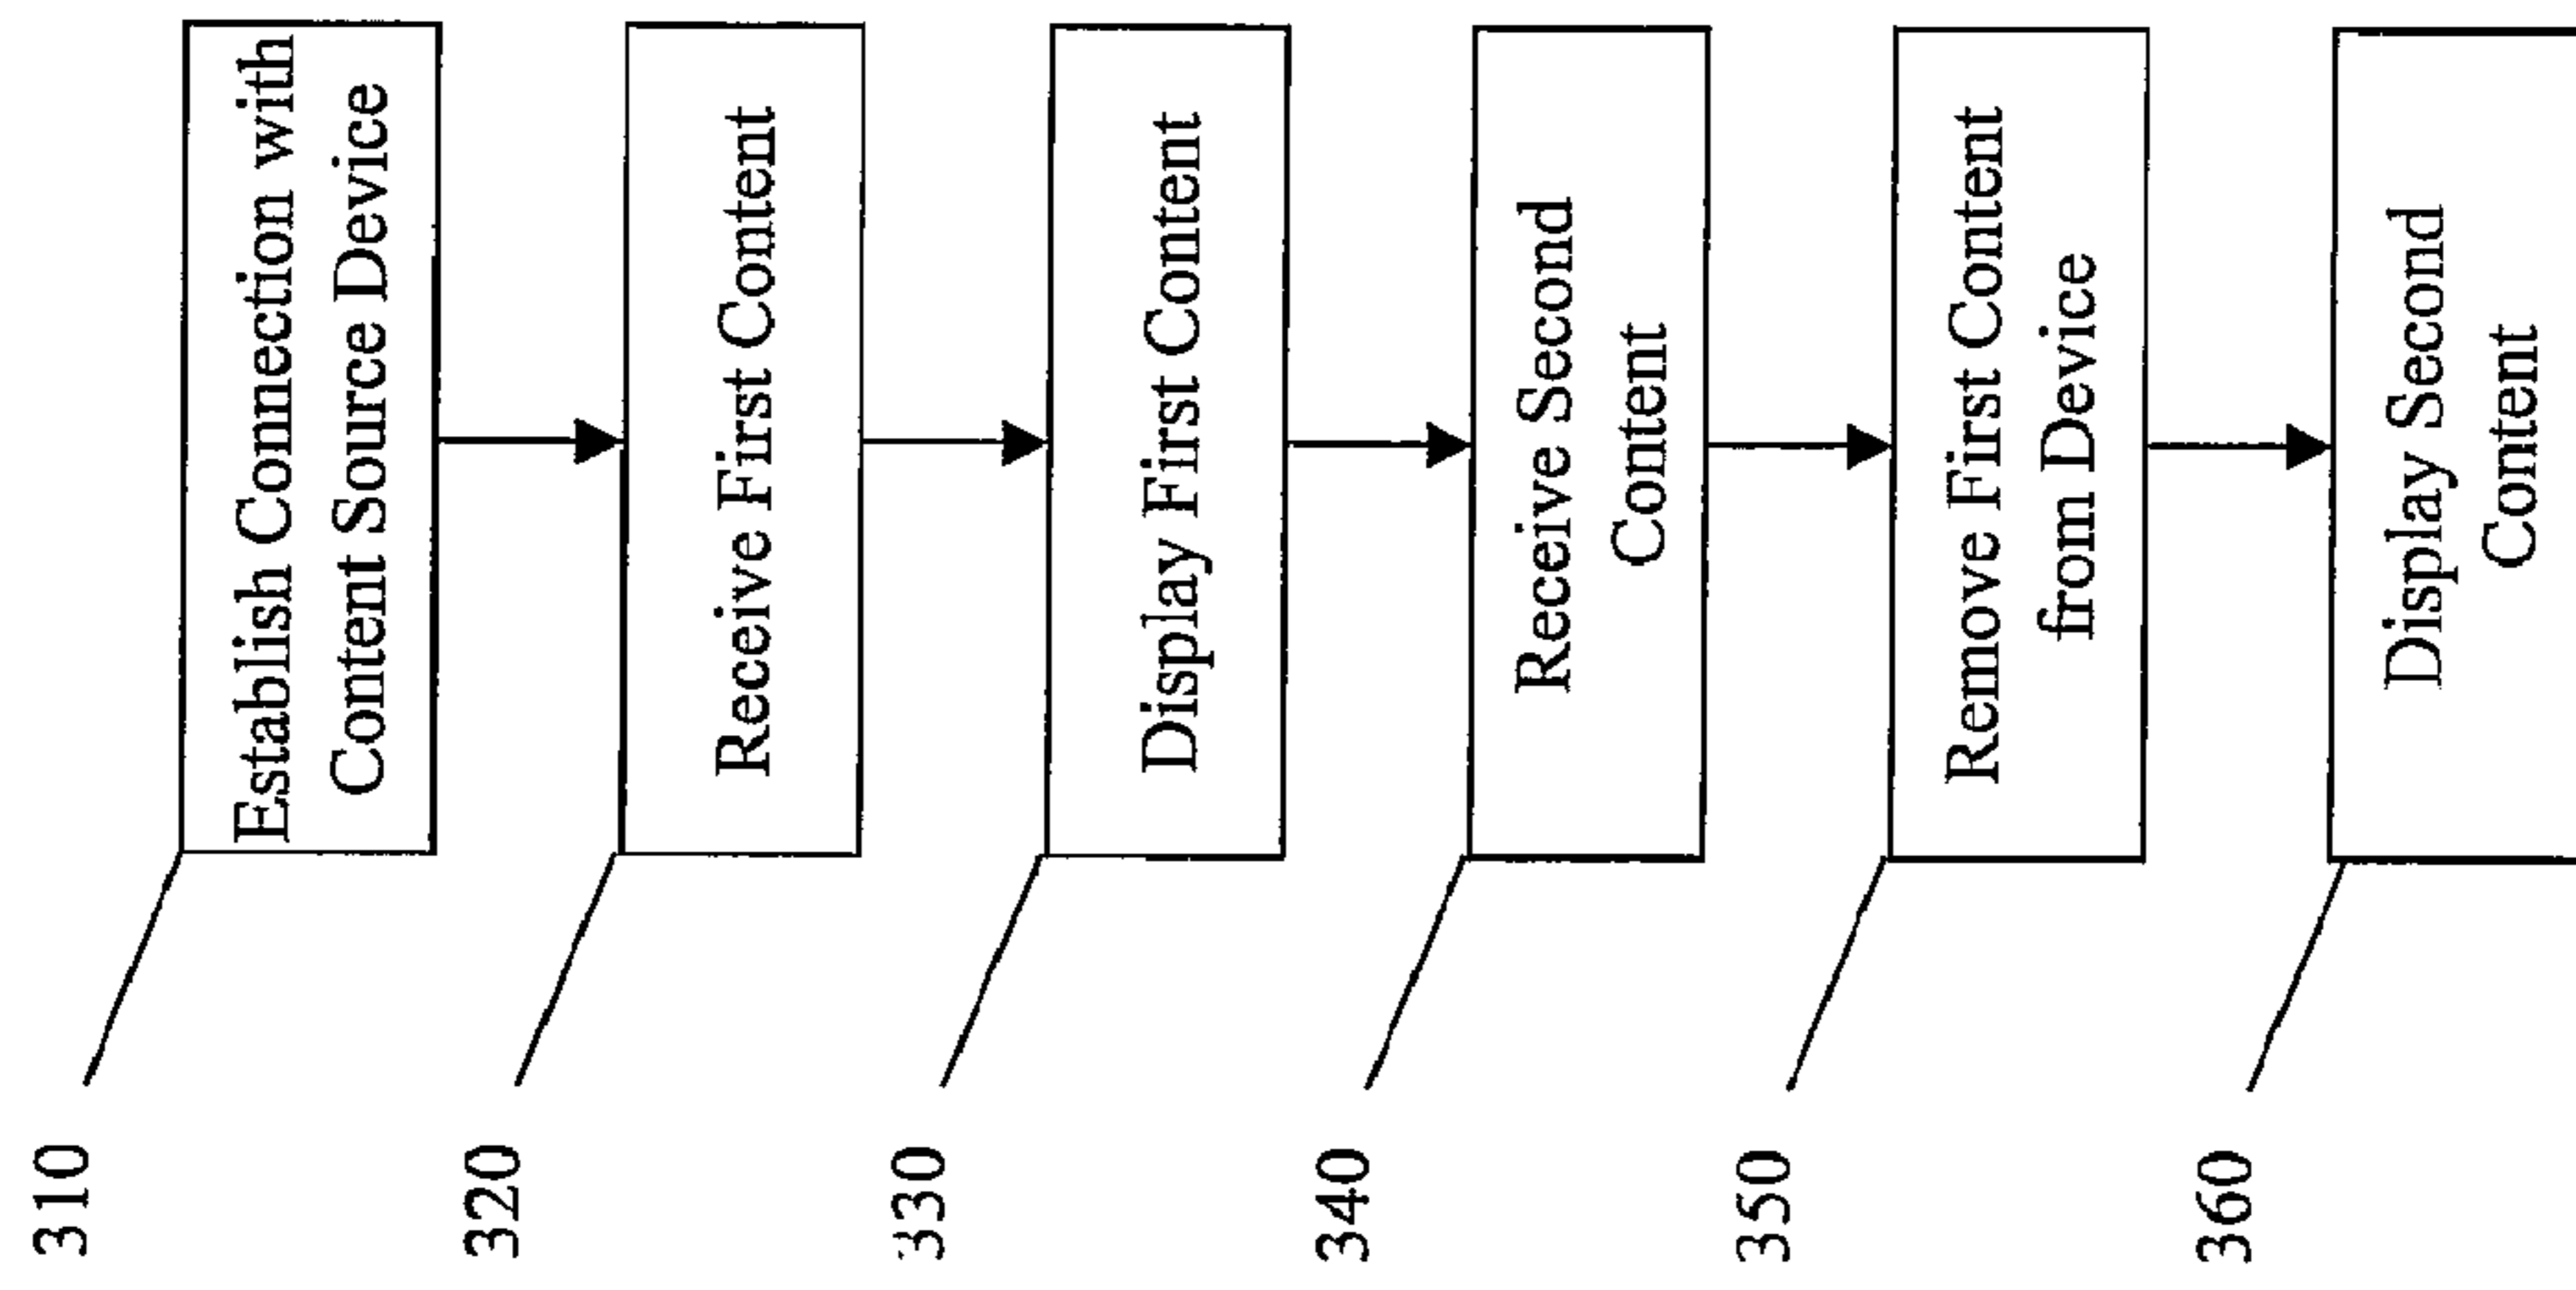 310
Establish Connection with
Content Source Device
320
Receive First Content
330
Display First Content
340
Receive Second
Content
350
Remove First Content
from Device
360
Display Second
Content